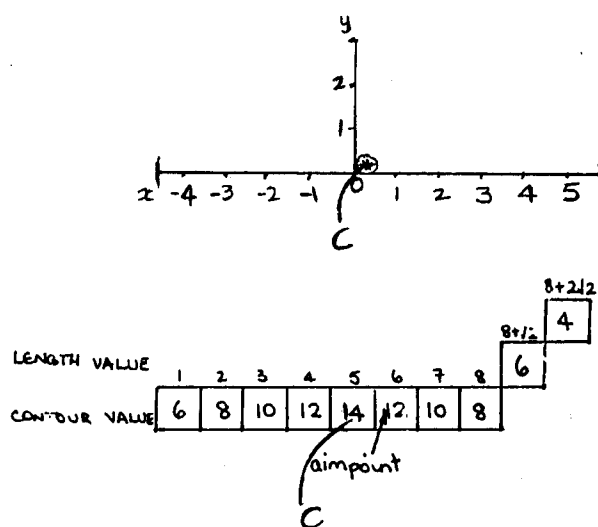 y
2
1
x -4 -3 -2 -1 0 1 2 3 4 5
C
8+2√2
4
8+√2
6
LENGTH VALUE 1 2 3 4 5 6 7 8
CONTOUR VALUE 6 8 10 12 14 12 10 8
aimpoint
C